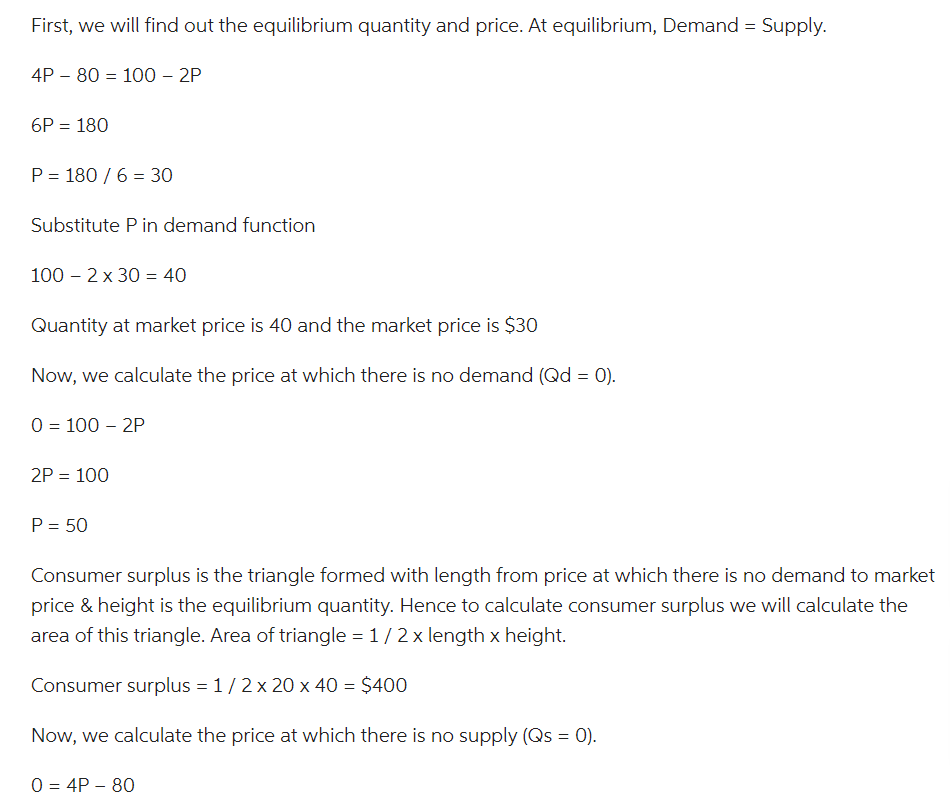 First, we will find out the equilibrium quantity and price. At equilibrium, Demand = Supply.
4P – 80 = 100 – 2P
6P = 180
P = 180 / 6 = 30
Substitute P in demand function
100 – 2 x 30 = 40
Quantity at market price is 40 and the market price is $30
Now, we calculate the price at which there is no demand (Qd = 0).
0 = 100 – 2P
2P = 100
P = 50
Consumer surplus is the triangle formed with length from price at which there is no demand to market
price & height is the equilibrium quantity. Hence to calculate consumer surplus we will calculate the
area of this triangle. Area of triangle = 1 / 2 x length x height.
Consumer surplus = 1 / 2 x 20 x 40 = $400
Now, we calculate the price at which there is no supply (Qs = 0).
0 = 4P – 80